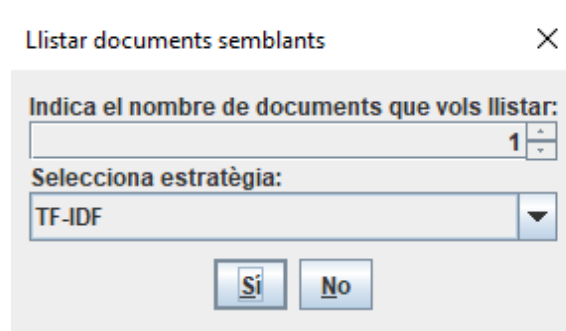 Llistar documents semblants
Indica el nombre de documents que vols llistar:
1
Selecciona estratègia:
TF-IDF
Sí No